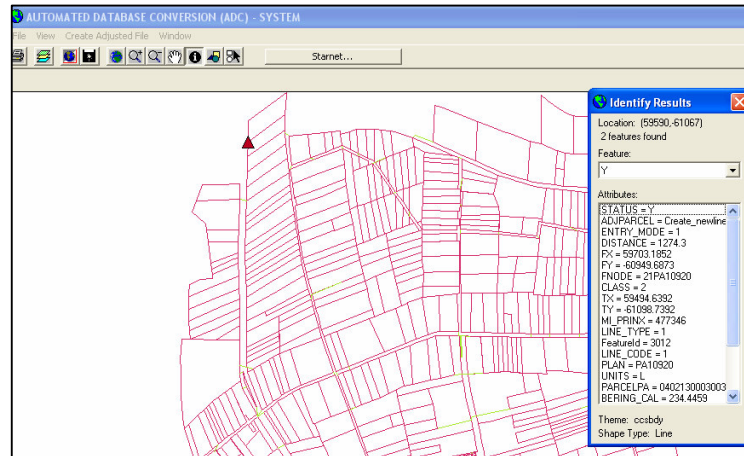 AUTOMATED DATABASE CONVERSION (ADC) - SYSTEM
File View Create Adjusted File Window
Starnet...
Identify Results
Location: (59590,-61067)
2 features found
Feature:
Y
Attributes:
STATUS = Y
ADJPARCEL = Create_newline
ENTRY_MODE = 1
DISTANCE = 1274.3
FX = 59703.1852
FY = -60949.6873
FNODE = 21PA10920
CLASS = 2
TX = 59494.6392
TY = -61098.7392
MI_PRINX = 477346
LINE_TYPE = 1
FeatureId = 3012
LINE_CODE = 1
PLAN = PA10920
UNITS = L
PARCELPA = 0402130003003
BERING_CAL = 234.4459
Theme: ccsbdy
Shape Type: Line